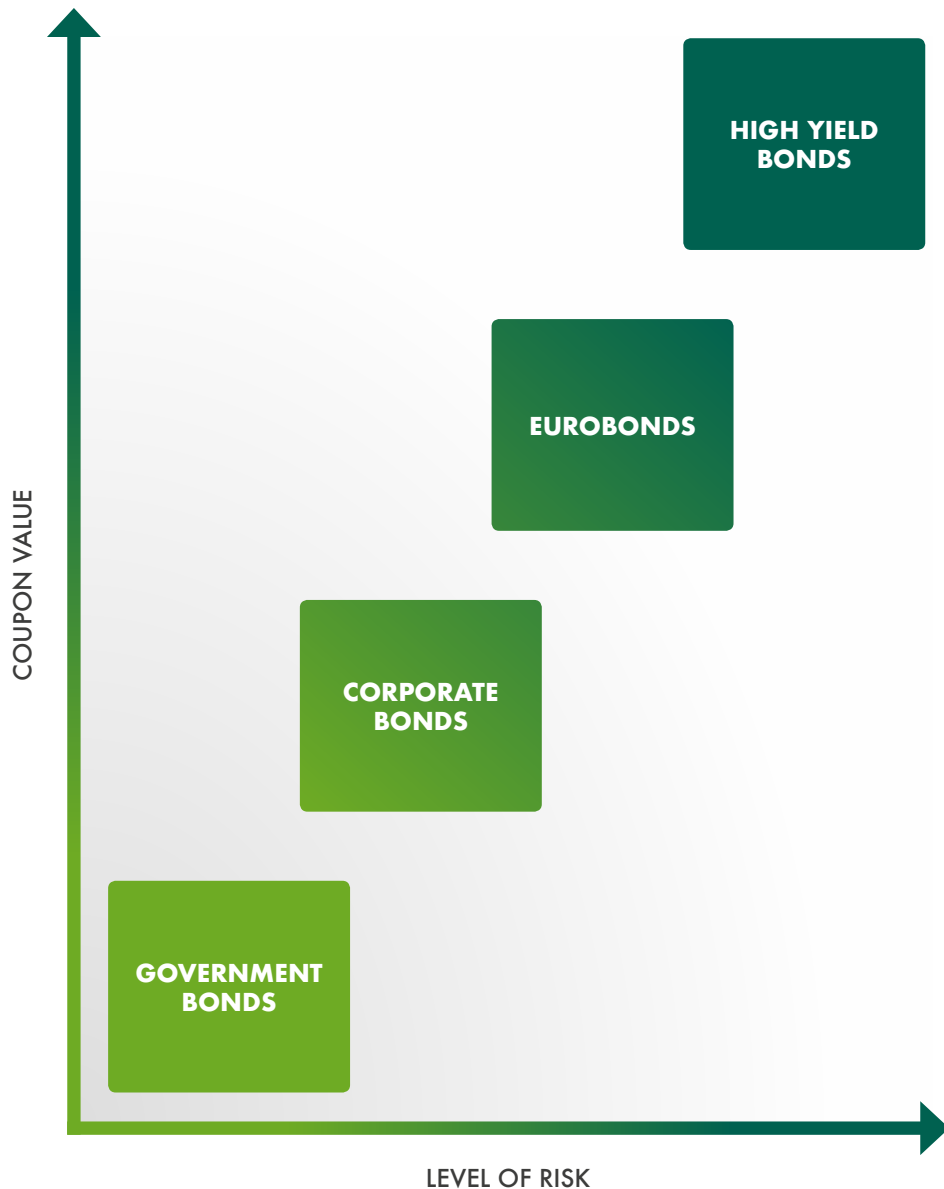 HIGH YIELD
BONDS
EUROBONDS
COUPON VALUE
CORPORATE
BONDS
GOVERNMENT
BONDS
LEVEL OF RISK